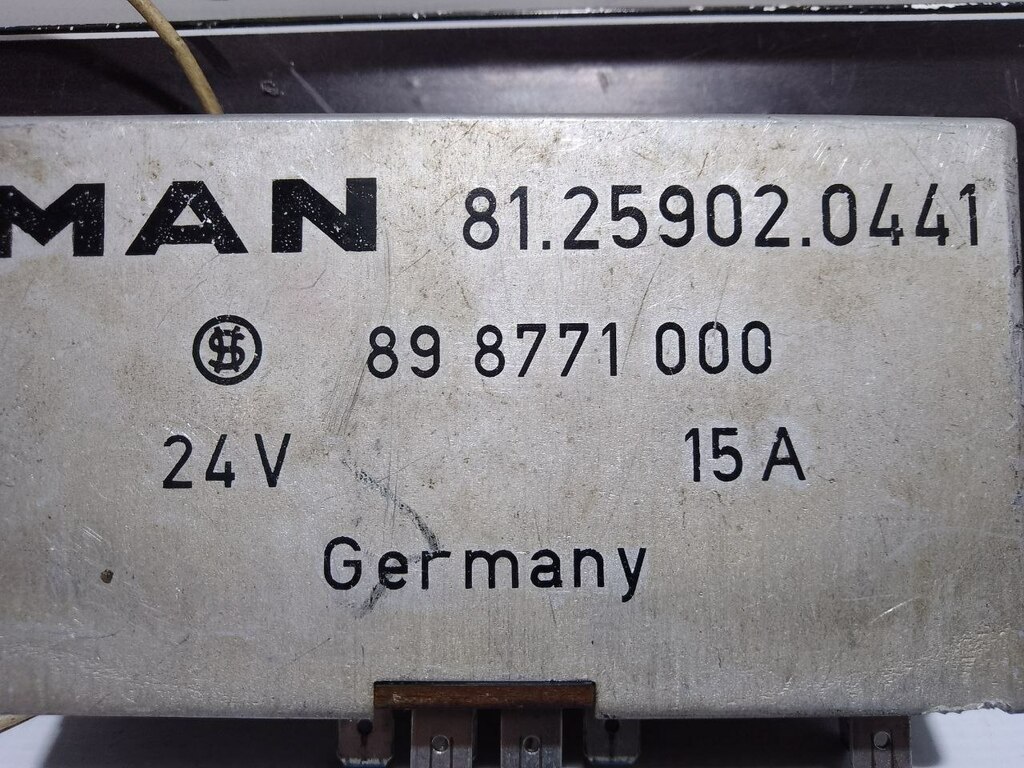 MAN 81.25902.0441
89 8771 000
24V 15A
Germany